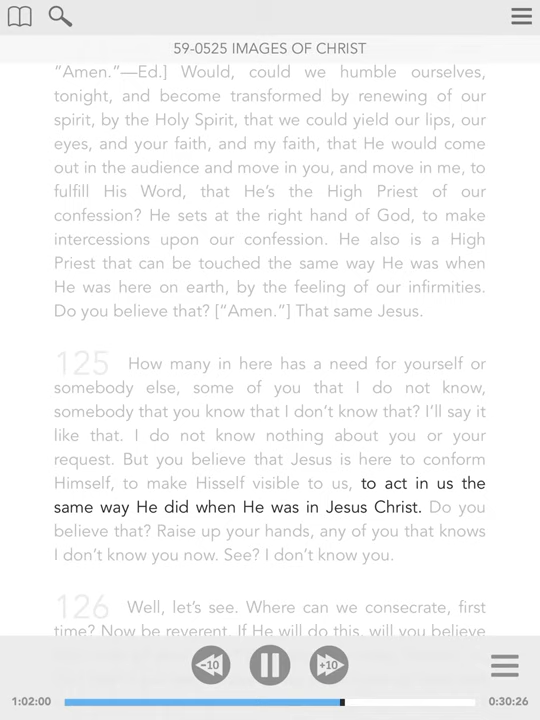 59-0525 IMAGES OF CHRIST
“Amen.”—Ed.] Would, could we humble ourselves,
tonight, and become transformed by renewing of our
spirit, by the Holy Spirit, that we could yield our lips, our
eyes, and your faith, and my faith, that He would come
out in the audience and move in you, and move in me, to
fulfill His Word, that He’s the High Priest of our
confession? He sets at the right hand of God, to make
intercessions upon our confession. He also is a High
Priest that can be touched the same way He was when
He was here on earth, by the feeling of our infirmities.
Do you believe that? [“Amen.”] That same Jesus.
125 How many in here has a need for yourself or
somebody else, some of you that I do not know,
somebody that you know that I don’t know that? I’ll say it
like that. I do not know nothing about you or your
request. But you believe that Jesus is here to conform
Himself, to make Hisself visible to us, to act in us the
same way He did when He was in Jesus Christ. Do you
believe that? Raise up your hands, any of you that knows
I don’t know you now. See? I don’t know you.
126 Well, let’s see. Where can we consecrate, first
time? Now be reverent. If He will do this, will you believe
-10
+10
1:02:00
0:30:26